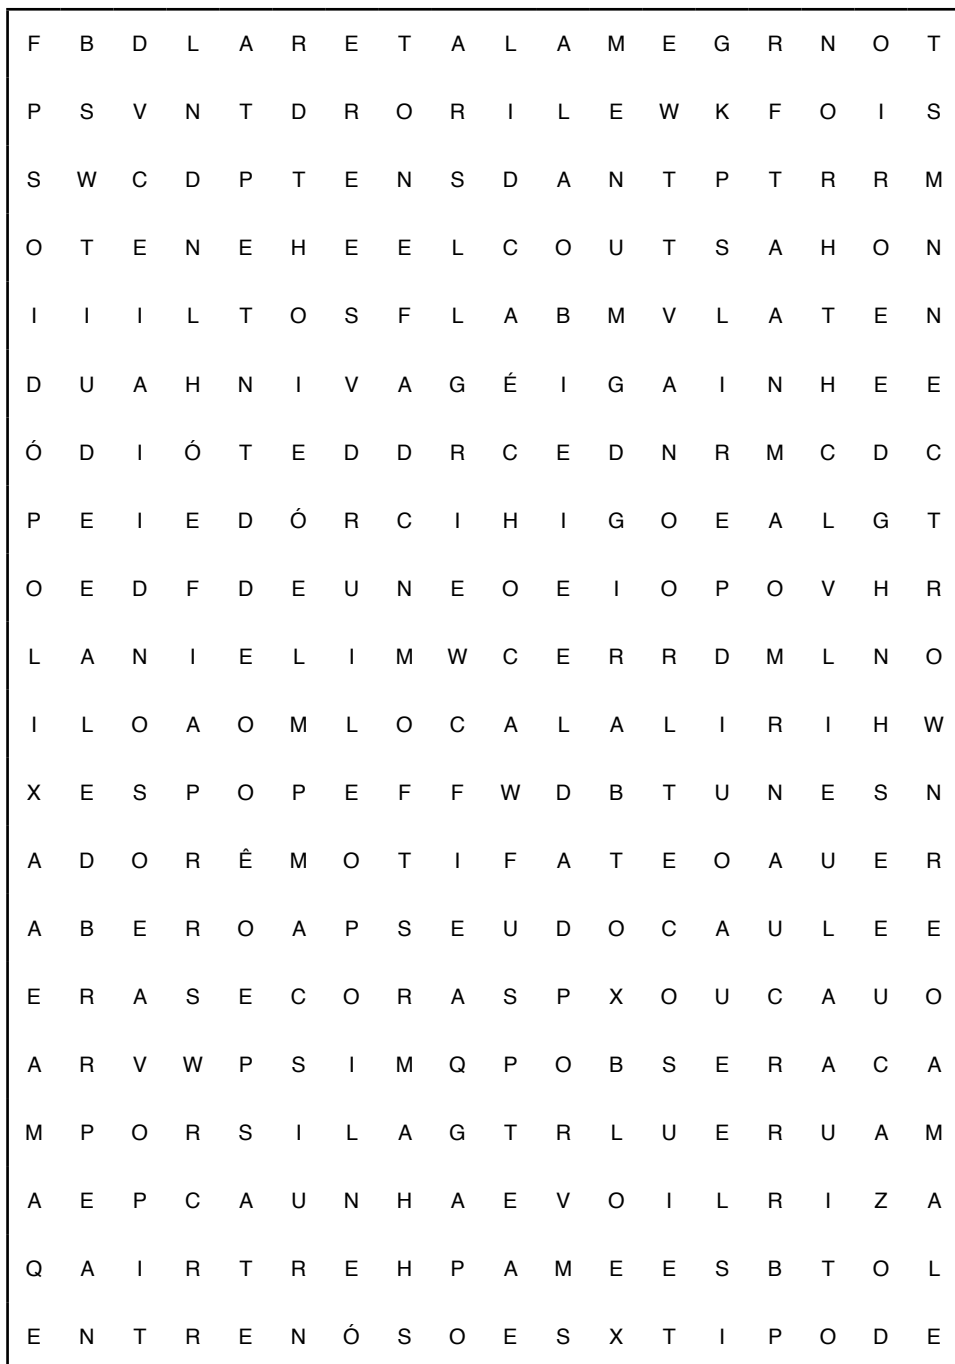 F B D L A R E T A L A M E G R N O T
P S V N T D R O R I L E W K F O I S
S W C D P T E N S D A N T P T R R M
O T E N E H E E L C O U T S A H O N
I I I L T O S F L A B M V L A T E N
D U A H N I V A G É I G A I N H E E
Ó D I Ó T E D D R C E D N R M C D C
P E I E D Ó R C I H I G O E A L G T
O E D F D E U N E O E I O P O V H R
L A N I E L I M W C E R R D M L N O
I L O A O M L O C A L A L I R I H W
X E S P O P E F F W D B T U N E S N
A D O R Ê M O T I F A T E O A U E R
A B E R O A P S E U D O C A U L E E
E R A S E C O R A S P X O U C A U O
A R V W P S I M Q P O B S E R A C A
M P O R S I L A G T R L U E R U A M
A E P C A U N H A E V O I L R I Z A
Q A I R T R E H P A M E E S B T O L
E N T R E N Ó S O E S X T I P O D E